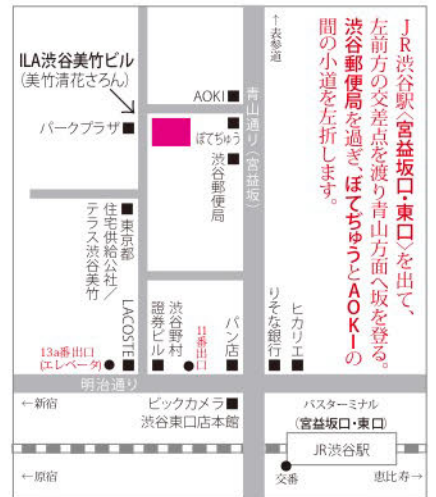 JR渋谷駅〈宮益坂口・東口〉を出て、
左前方の交差点を渡り青山方面へ坂を登る。
渋谷郵便局を過ぎ、ぼてぢゅうとAOKIの
間の小道を左折します。
←表参道
ILA渋谷美竹ビル
(美竹清花さろん)
AOKI
青山通り(宮益坂)
パークプラザ
ぼてぢゅう
渋谷郵便局
東京都
住宅供給公社/
テラス渋谷美竹
LACOSTE
渋谷野村
證券ビル
11番出口
パン店
りそな銀行
ヒカリエ
13a番出口
(エレベータ)
明治通り
←新宿
ビックカメラ
渋谷東口店本館
バスターミナル
(宮益坂口・東口)
JR渋谷駅
←原宿
交番
恵比寿→